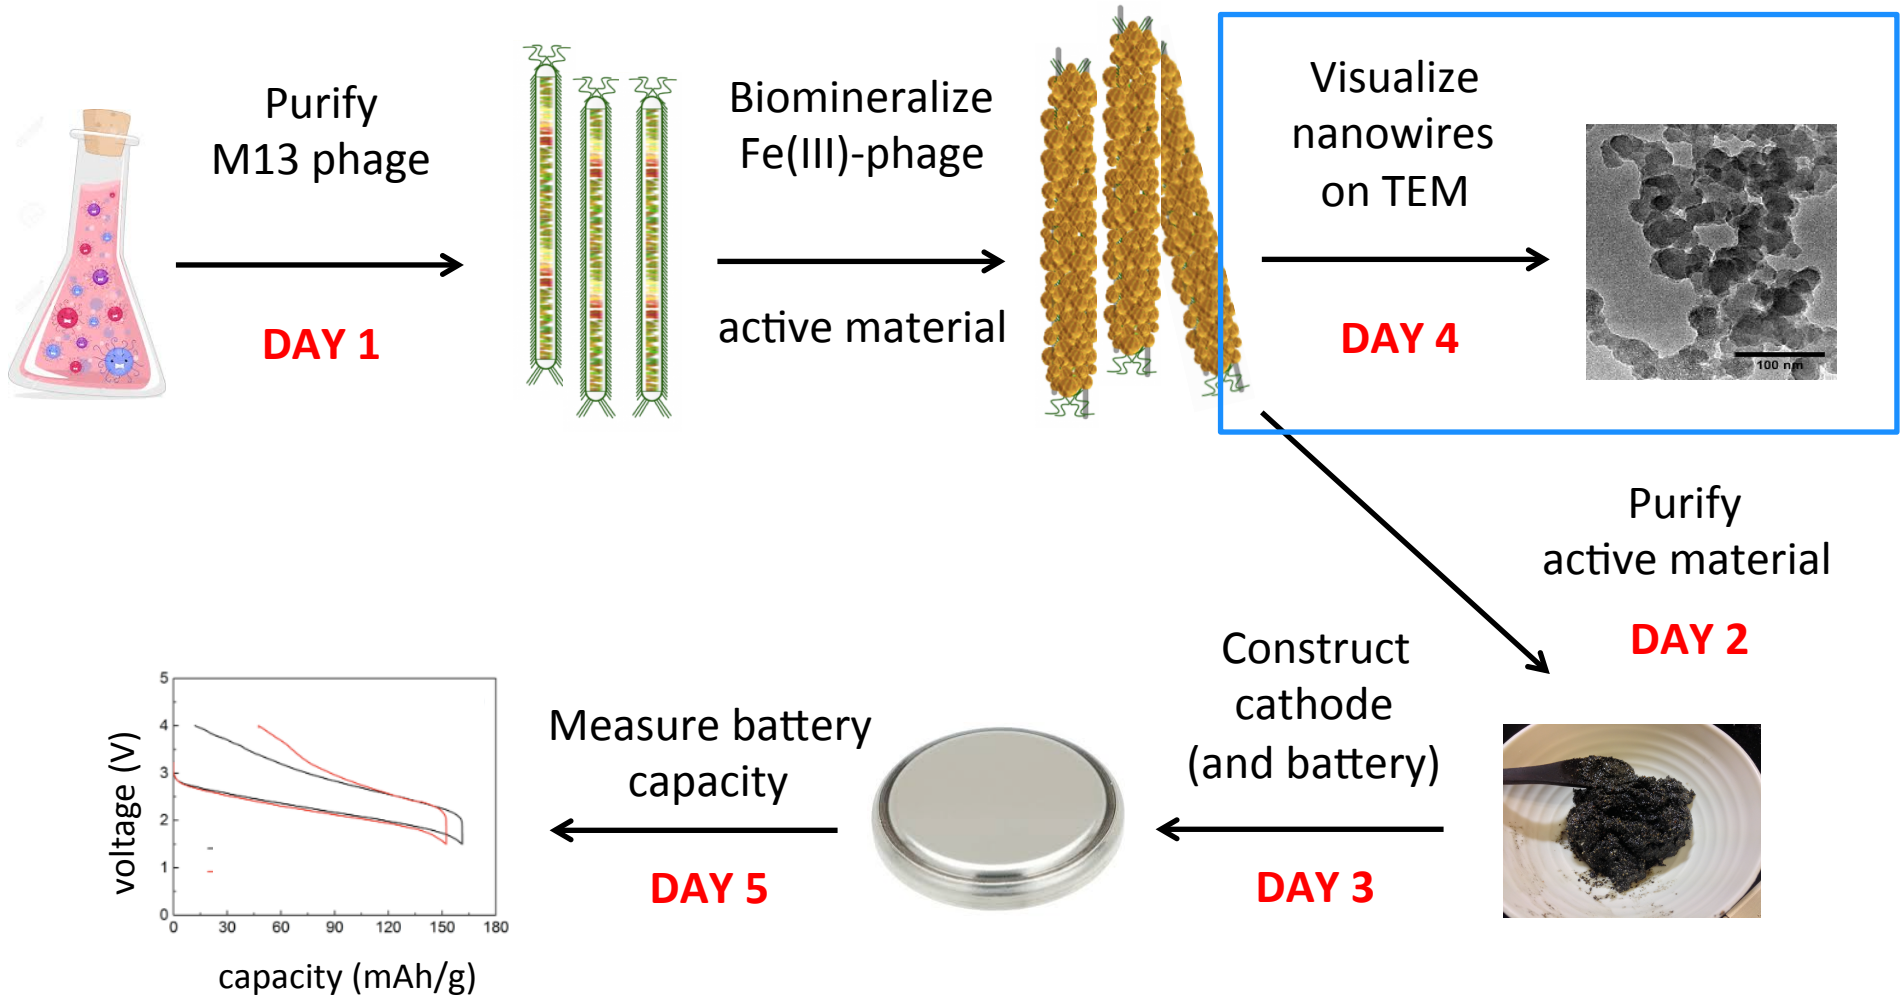 Purify
M13 phage
DAY 1
Biomineralize
Fe(III)-phage
active material
Visualize
nanowires
on TEM
DAY 4
100 nm
Purify
active material
DAY 2
Construct
cathode
(and battery)
DAY 3
Measure battery
capacity
DAY 5
voltage (V)
5
4
3
2
1
0
0 30 60 90 120 150 180
capacity (mAh/g)